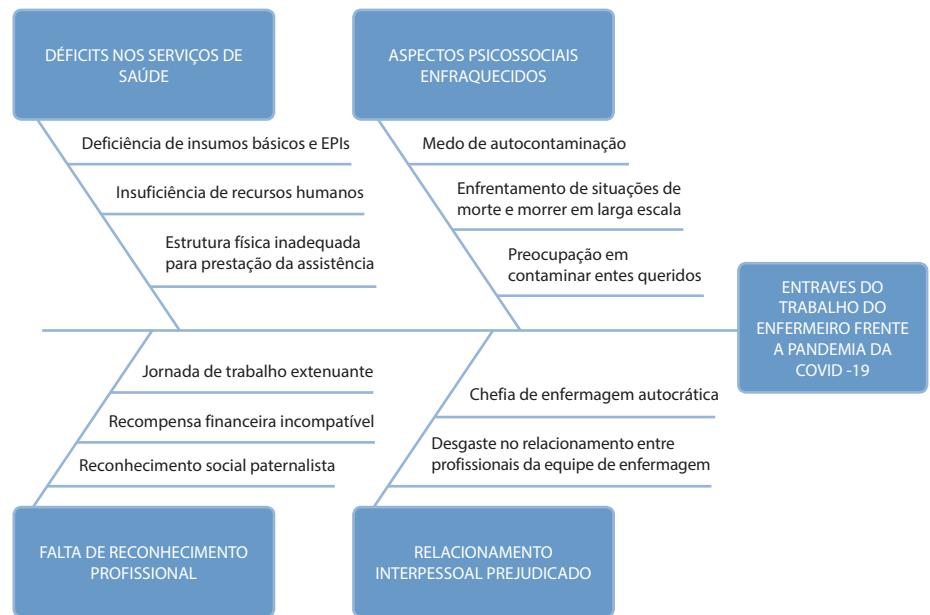 DÉFICITS NOS SERVIÇOS DE
SAÚDE
Deficiência de insumos básicos e EPIs
Insuficiência de recursos humanos
Estrutura física inadequada
para prestação da assistência
ASPECTOS PSICOSSOCIAIS
ENFRAQUECIDOS
Medo de autocontaminação
Enfrentamento de situações de
morte e morrer em larga escala
Preocupação em
contaminar entes queridos
ENTRAVES DO
TRABALHO DO
ENFERMEIRO FRENTE
A PANDEMIA DA
COVID -19
Jornada de trabalho extenuante
Recompensa financeira incompatível
Reconhecimento social paternalista
FALTA DE RECONHECIMENTO
PROFISSIONAL
Chefia de enfermagem autocrática
Desgaste no relacionamento entre
profissionais da equipe de enfermagem
RELACIONAMENTO
INTERPESSOAL PREJUDICADO